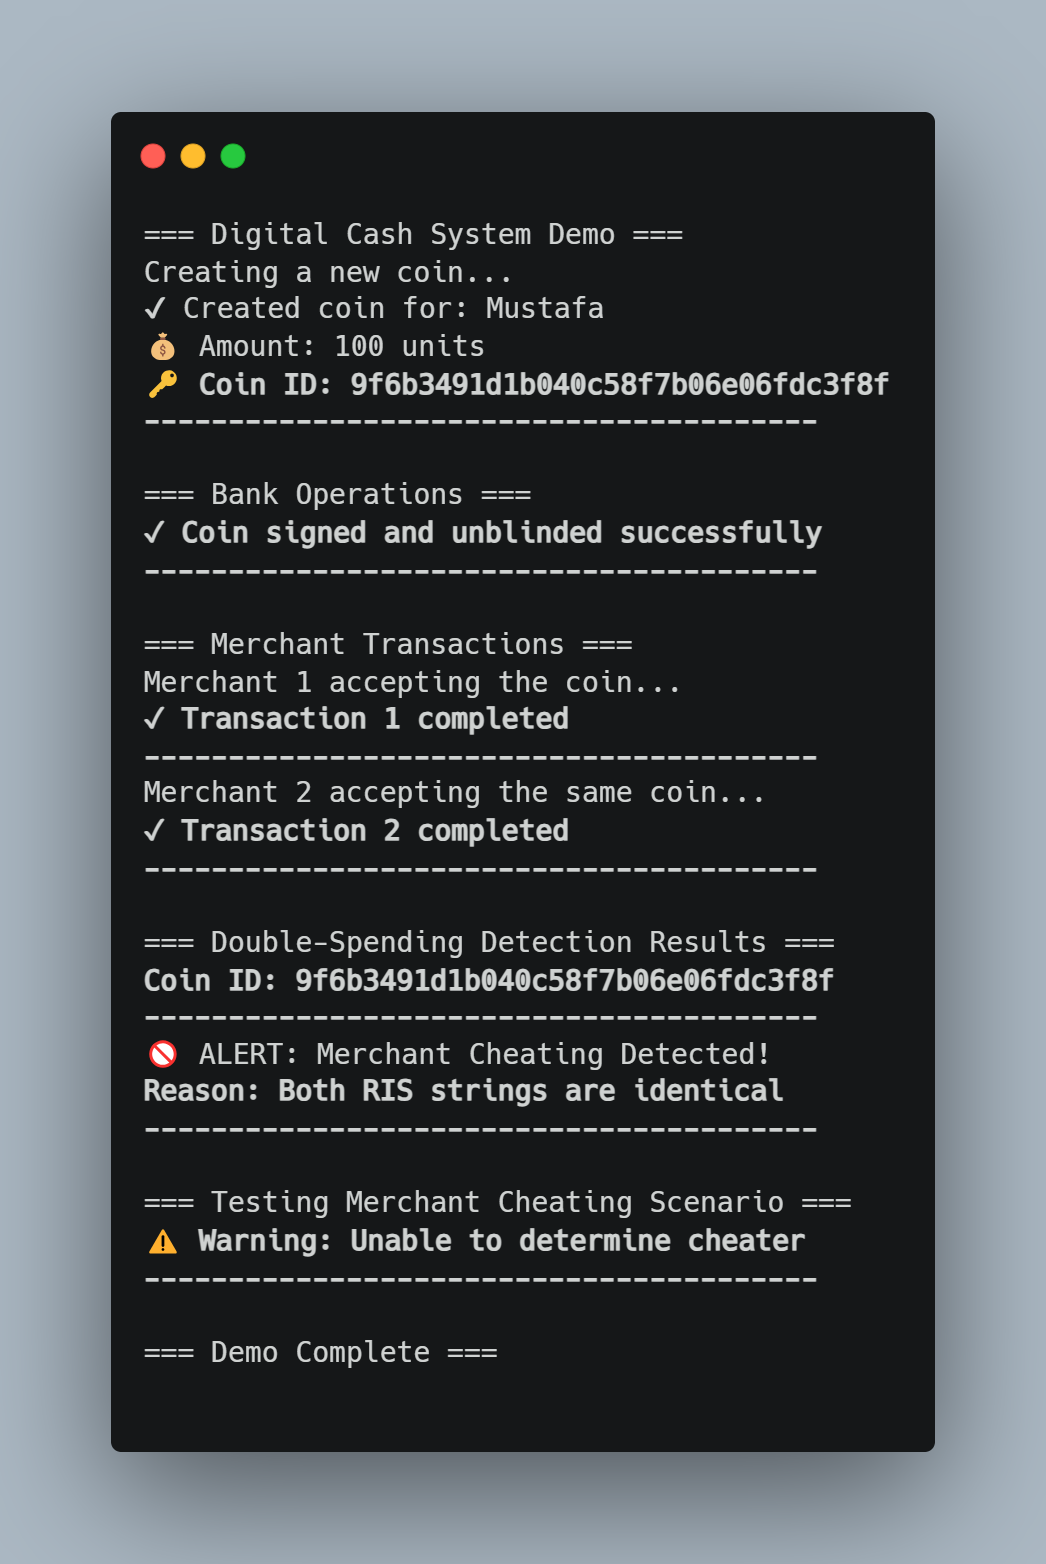 === Digital Cash System Demo ===
Creating a new coin...
✓ Created coin for: Mustafa
💰 Amount: 100 units
🔑 Coin ID: 9f6b3491d1b040c58f7b06e06fdc3f8f
----------------------------------------
=== Bank Operations ===
✓ Coin signed and unblinded successfully
----------------------------------------
=== Merchant Transactions ===
Merchant 1 accepting the coin...
✓ Transaction 1 completed
----------------------------------------
Merchant 2 accepting the same coin...
✓ Transaction 2 completed
----------------------------------------
=== Double-Spending Detection Results ===
Coin ID: 9f6b3491d1b040c58f7b06e06fdc3f8f
----------------------------------------
🚫 ALERT: Merchant Cheating Detected!
Reason: Both RIS strings are identical
----------------------------------------
=== Testing Merchant Cheating Scenario ===
⚠️ Warning: Unable to determine cheater
----------------------------------------
=== Demo Complete ===